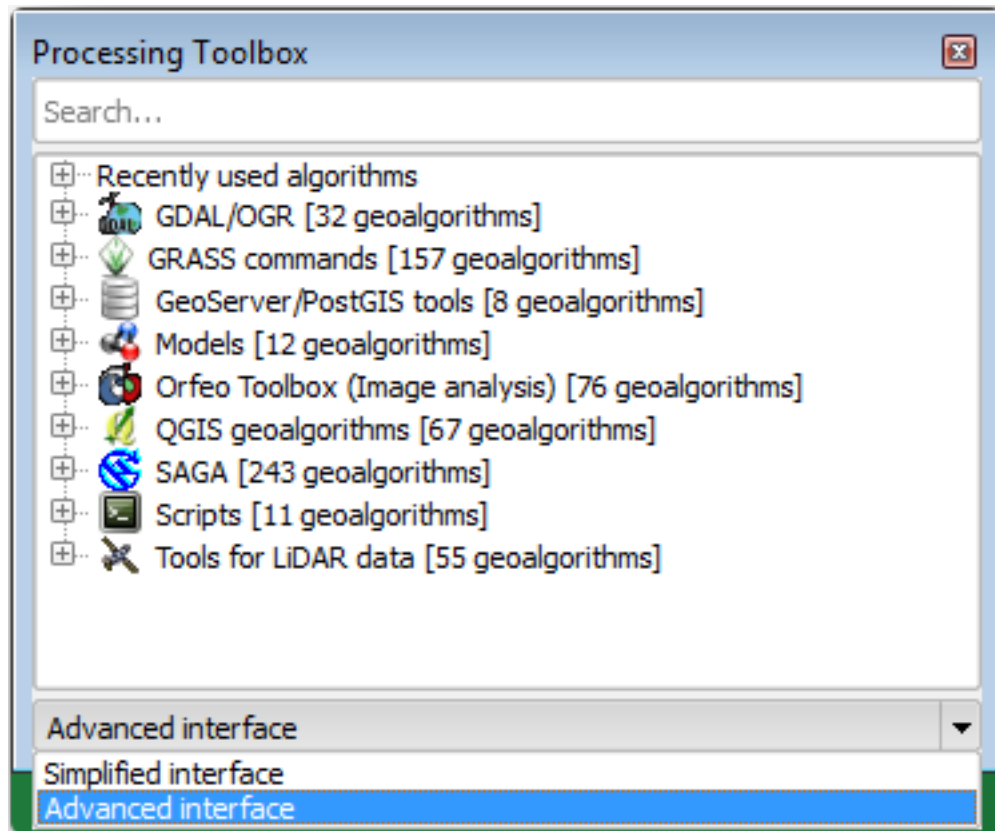 Processing Toolbox
Search...
Recently used algorithms
GDAL/OGR [32 geoalgorithms]
GRASS commands [157 geoalgorithms]
GeoServer/PostGIS tools [8 geoalgorithms]
Models [12 geoalgorithms]
Orfeo Toolbox (Image analysis) [76 geoalgorithms]
QGIS geoalgorithms [67 geoalgorithms]
SAGA [243 geoalgorithms]
Scripts [11 geoalgorithms]
Tools for LiDAR data [55 geoalgorithms]
Advanced interface
Simplified interface
Advanced interface